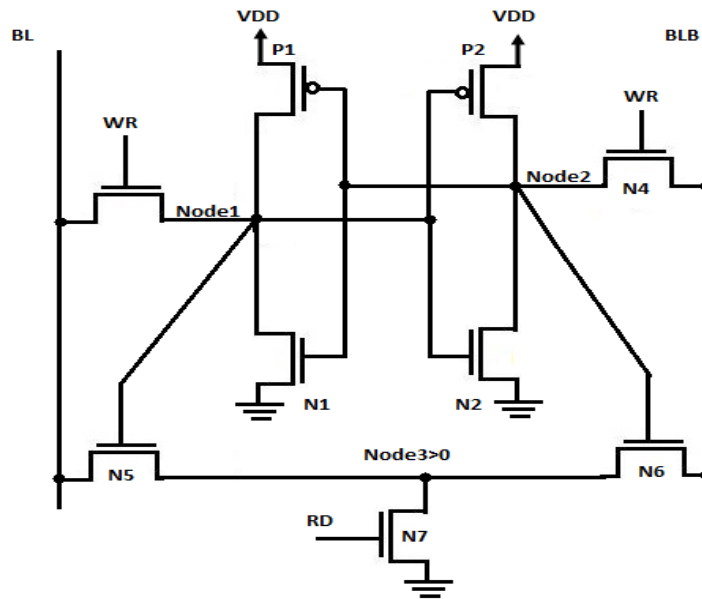 VDD
VDD
BL
P1
P2
BLB
WR
WR
Node1
Node2
N4
N1
N2
N5
Node3>0
N6
RD
N7